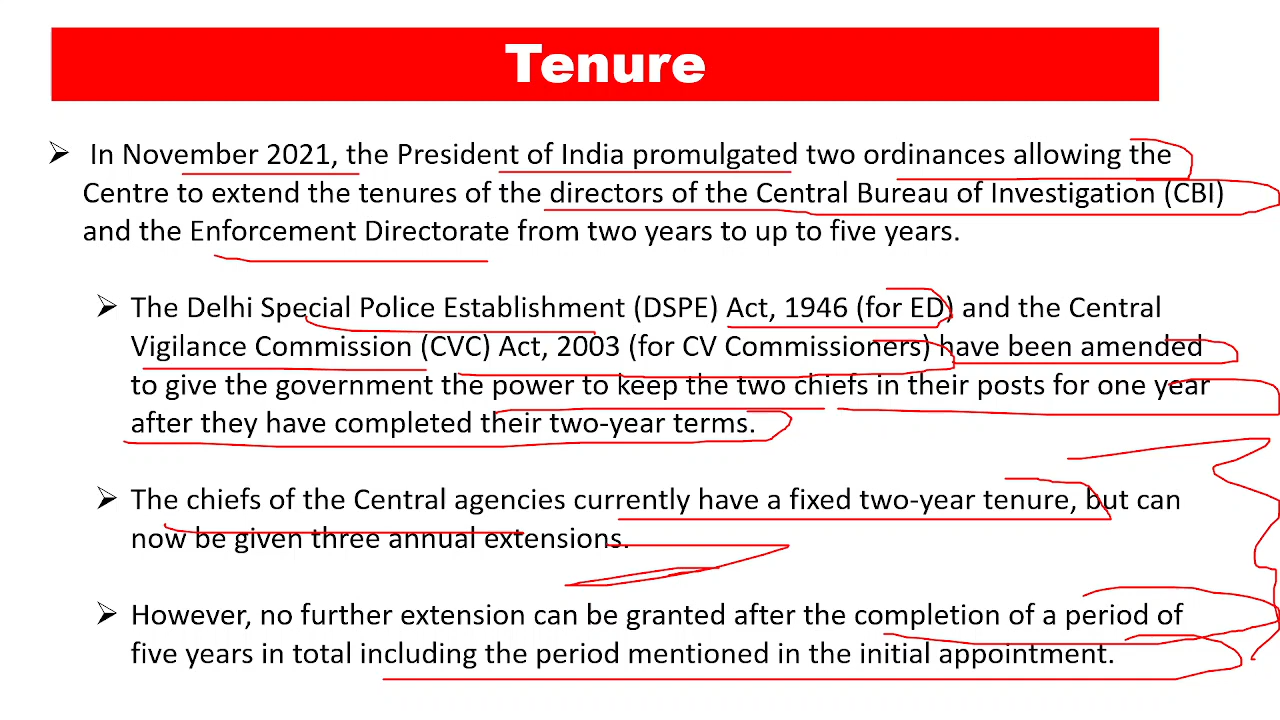 Tenure
➢ In November 2021, the President of India promulgated two ordinances allowing the
Centre to extend the tenures of the directors of the Central Bureau of Investigation (CBI)
and the Enforcement Directorate from two years to up to five years.
➢ The Delhi Special Police Establishment (DSPE) Act, 1946 (for ED) and the Central
Vigilance Commission (CVC) Act, 2003 (for CV Commissioners) have been amended
to give the government the power to keep the two chiefs in their posts for one year
after they have completed their two-year terms.
➢ The chiefs of the Central agencies currently have a fixed two-year tenure, but can
now be given three annual extensions.
➢ However, no further extension can be granted after the completion of a period of
five years in total including the period mentioned in the initial appointment.